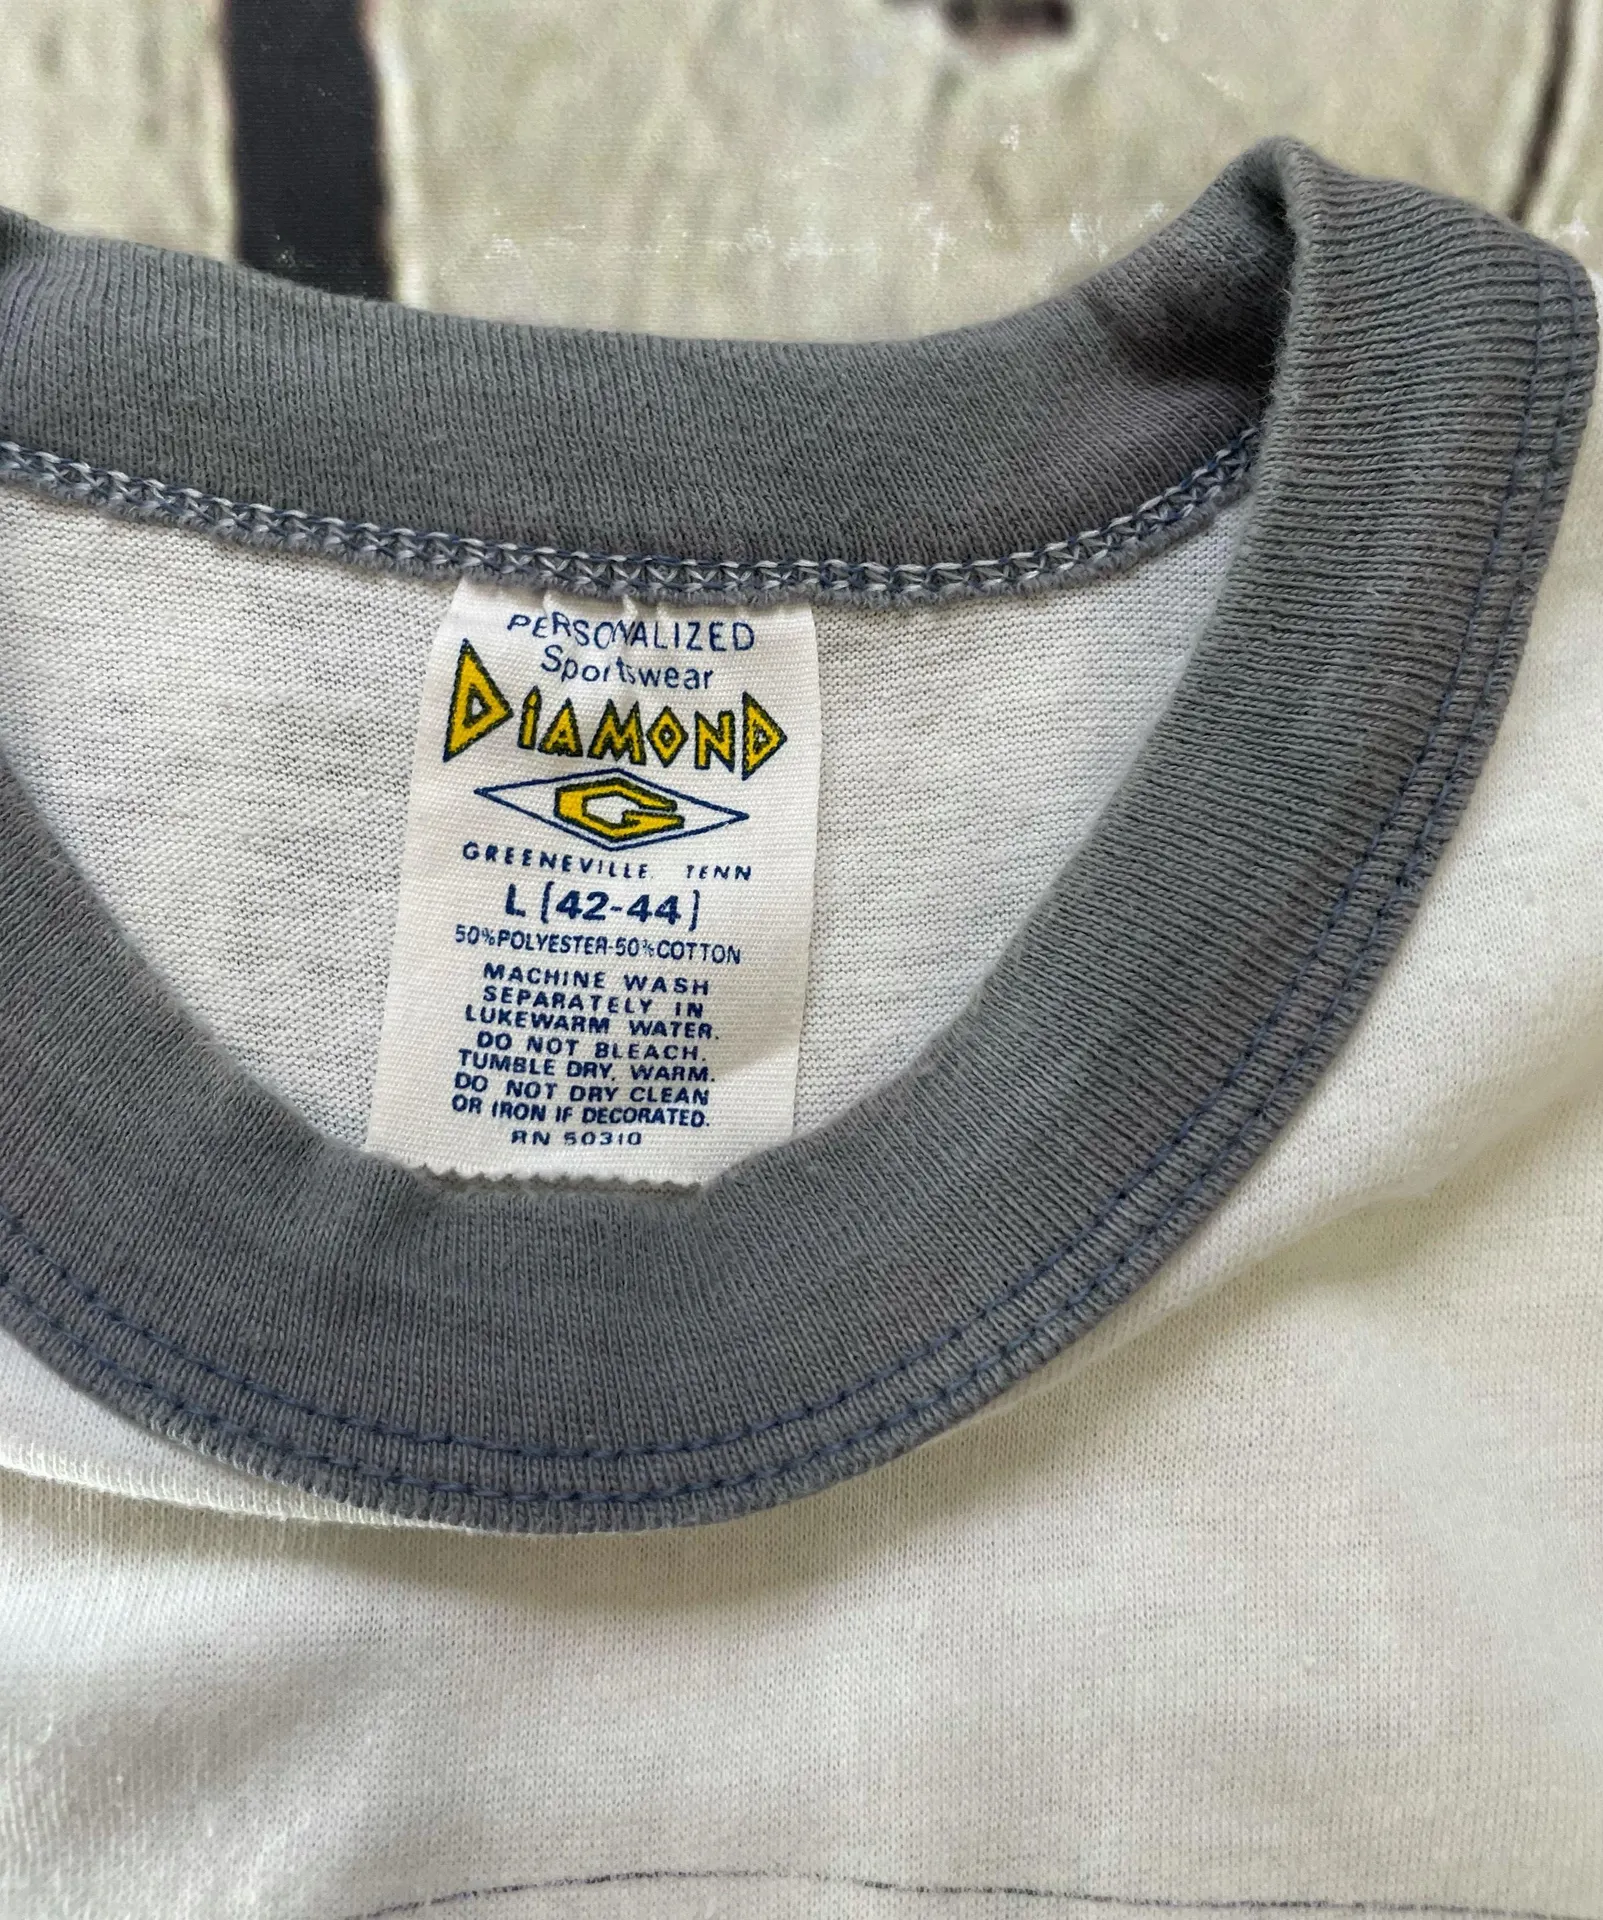 PERSONALIZED
Sportswear
DiAMOND
G
GREENEVILLE, TENN
L [42-44]
50%POLYESTER-50%COTTON
MACHINE WASH
SEPARATELY IN
LUKEWARM WATER.
DO NOT BLEACH.
TUMBLE DRY, WARM.
DO NOT DRY CLEAN
OR IRON IF DECORATED.
RN 50310